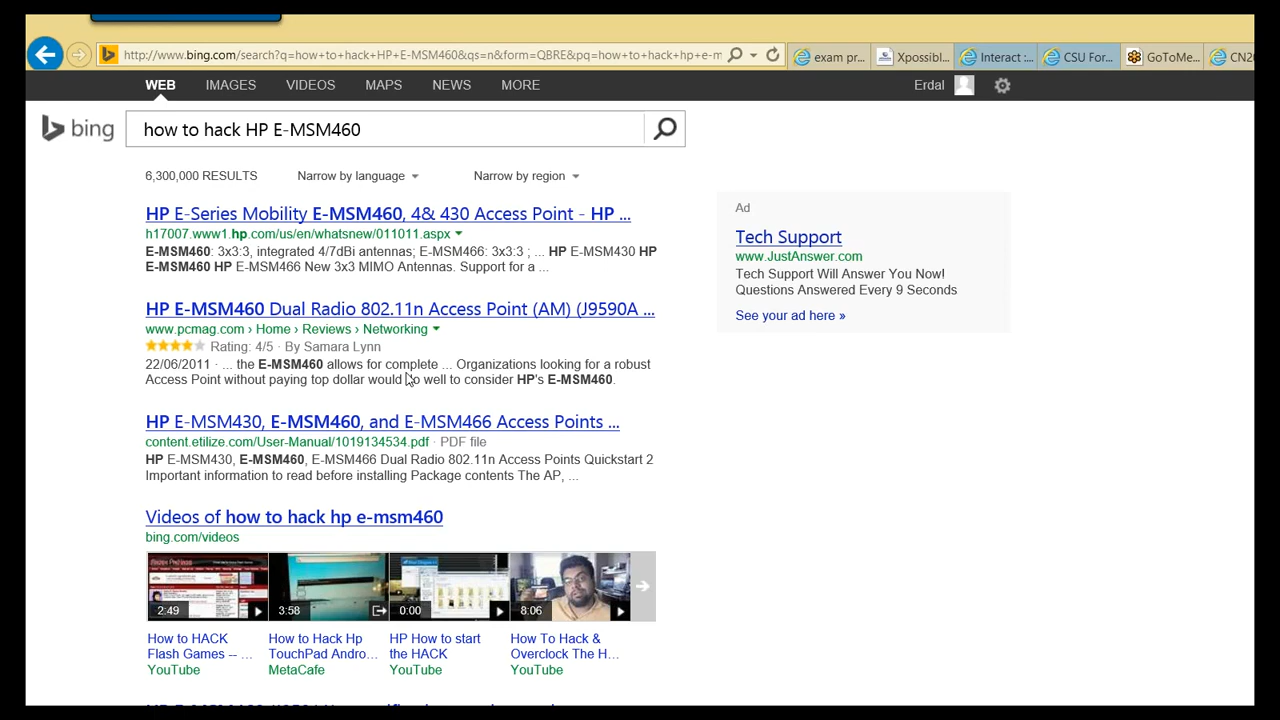 http://www.bing.com/search?q=how+to+hack+HP+E-MSM460&qs=n&form=QBRE&pq=how+to+hack+hp+e-m
exam pr...
Xpossibl...
Interact :...
CSU For...
GoToMe...
CN20
WEB
IMAGES
VIDEOS
MAPS
NEWS
MORE
Erdal
bing
how to hack HP E-MSM460
6,300,000 RESULTS
Narrow by language
Narrow by region
HP E-Series Mobility E-MSM460, 4& 430 Access Point - HP ...
h17007.www1.hp.com/us/en/whatsnew/011011.aspx
E-MSM460: 3x3:3, integrated 4/7dBi antennas; E-MSM466: 3x3:3 ; ... HP E-MSM430 HP
E-MSM460 HP E-MSM466 New 3x3 MIMO Antennas. Support for a ...
HP E-MSM460 Dual Radio 802.11n Access Point (AM) (J9590A ...
www.pcmag.com › Home › Reviews › Networking
Rating: 4/5 · By Samara Lynn
22/06/2011 · ... the E-MSM460 allows for complete ... Organizations looking for a robust
Access Point without paying top dollar would do well to consider HP's E-MSM460.
HP E-MSM430, E-MSM460, and E-MSM466 Access Points ...
content.etilize.com/User-Manual/1019134534.pdf · PDF file
HP E-MSM430, E-MSM460, E-MSM466 Dual Radio 802.11n Access Points Quickstart 2
Important information to read before installing Package contents The AP, ...
Videos of how to hack hp e-msm460
bing.com/videos
2:49
3:58
0:00
8:06
How to HACK
Flash Games -- ...
YouTube
How to Hack Hp
TouchPad Andro...
MetaCafe
HP How to start
the HACK
YouTube
How To Hack &
Overclock The H...
YouTube
Ad
Tech Support
www.JustAnswer.com
Tech Support Will Answer You Now!
Questions Answered Every 9 Seconds
See your ad here »